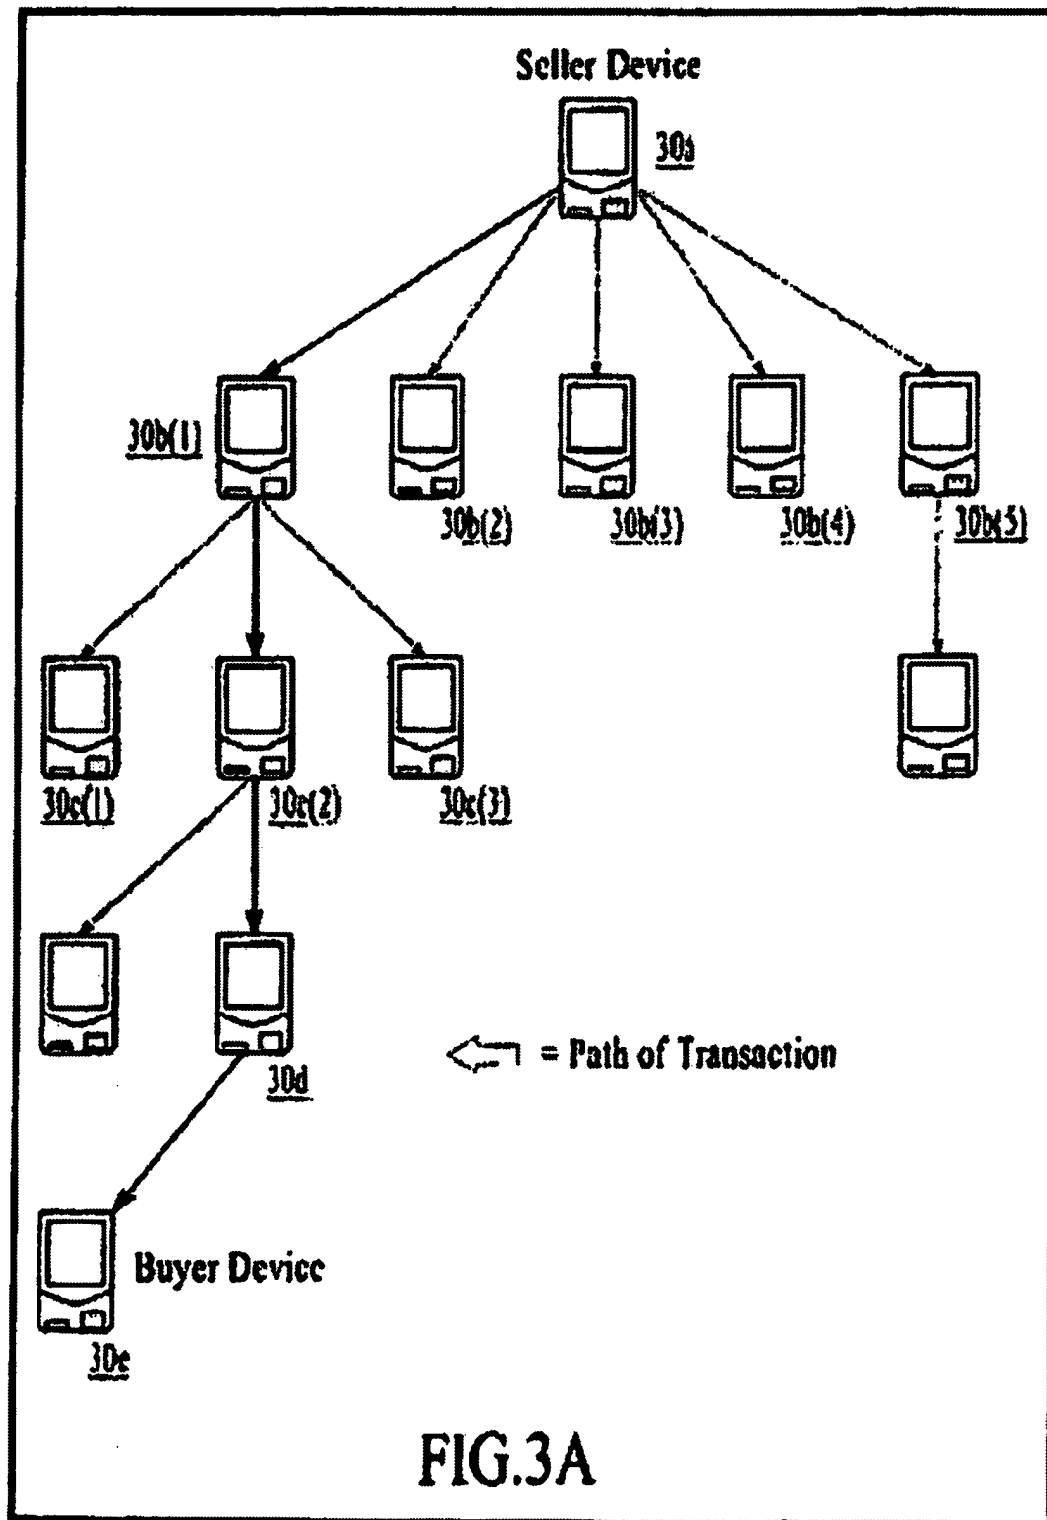 Seller Device
30a
30b(1)
30b(2)
30b(3)
30b(4)
30b(5)
30c(1)
30c(2)
30c(3)
30d
= Path of Transaction
Buyer Device
30e
FIG.3A